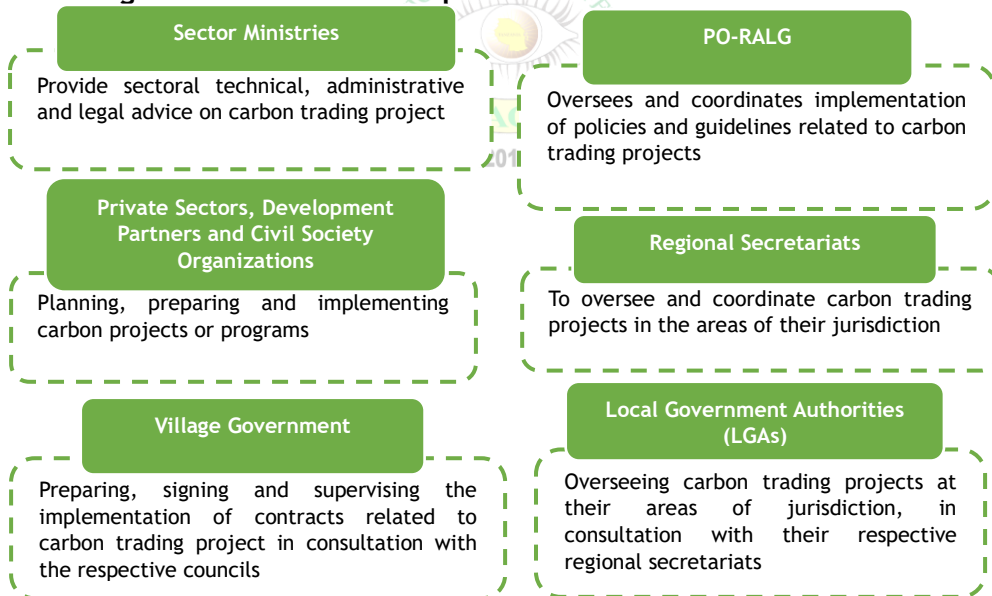 Sector Ministries
Provide sectoral technical, administrative
and legal advice on carbon trading project
PO-RALG
Oversees and coordinates implementation
of policies and guidelines related to carbon
trading projects
Private Sectors, Development
Partners and Civil Society
Organizations
Planning, preparing and implementing
carbon projects or programs
Regional Secretariats
To oversee and coordinate carbon trading
projects in the areas of their jurisdiction
Village Government
Preparing, signing and supervising the
implementation of contracts related to
carbon trading project in consultation with
the respective councils
Local Government Authorities
(LGAs)
Overseeing carbon trading projects at
their areas of jurisdiction, in
consultation with their respective
regional secretariats